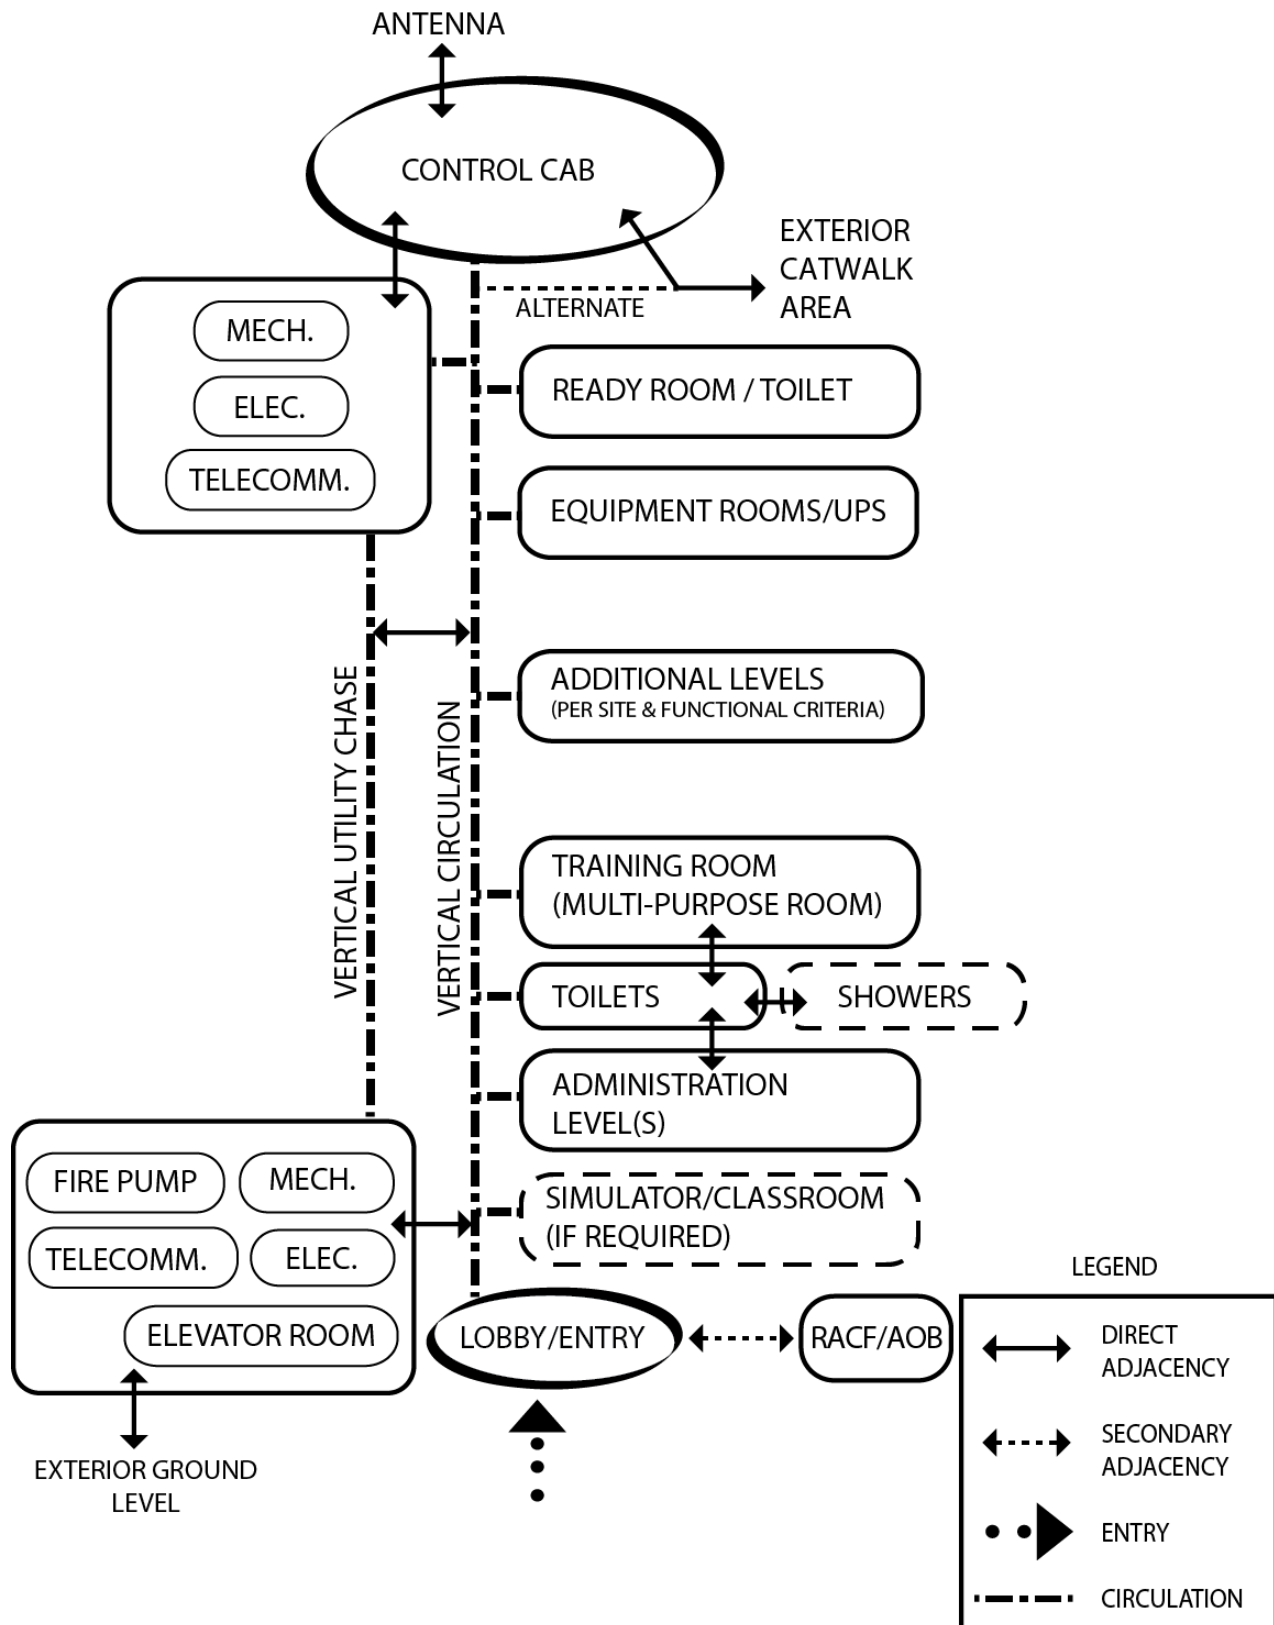 ANTENNA
CONTROL CAB
EXTERIOR
CATWALK
AREA
ALTERNATE
MECH.
ELEC.
TELECOMM.
READY ROOM / TOILET
EQUIPMENT ROOMS/UPS
ADDITIONAL LEVELS
(PER SITE & FUNCTIONAL CRITERIA)
VERTICAL UTILITY CHASE
VERTICAL CIRCULATION
TRAINING ROOM
(MULTI-PURPOSE ROOM)
TOILETS
SHOWERS
ADMINISTRATION
LEVEL(S)
FIRE PUMP
MECH.
TELECOMM.
ELEC.
ELEVATOR ROOM
SIMULATOR/CLASSROOM
(IF REQUIRED)
LOBBY/ENTRY
RACF/AOB
EXTERIOR GROUND
LEVEL
LEGEND
DIRECT
ADJACENCY
SECONDARY
ADJACENCY
ENTRY
CIRCULATION